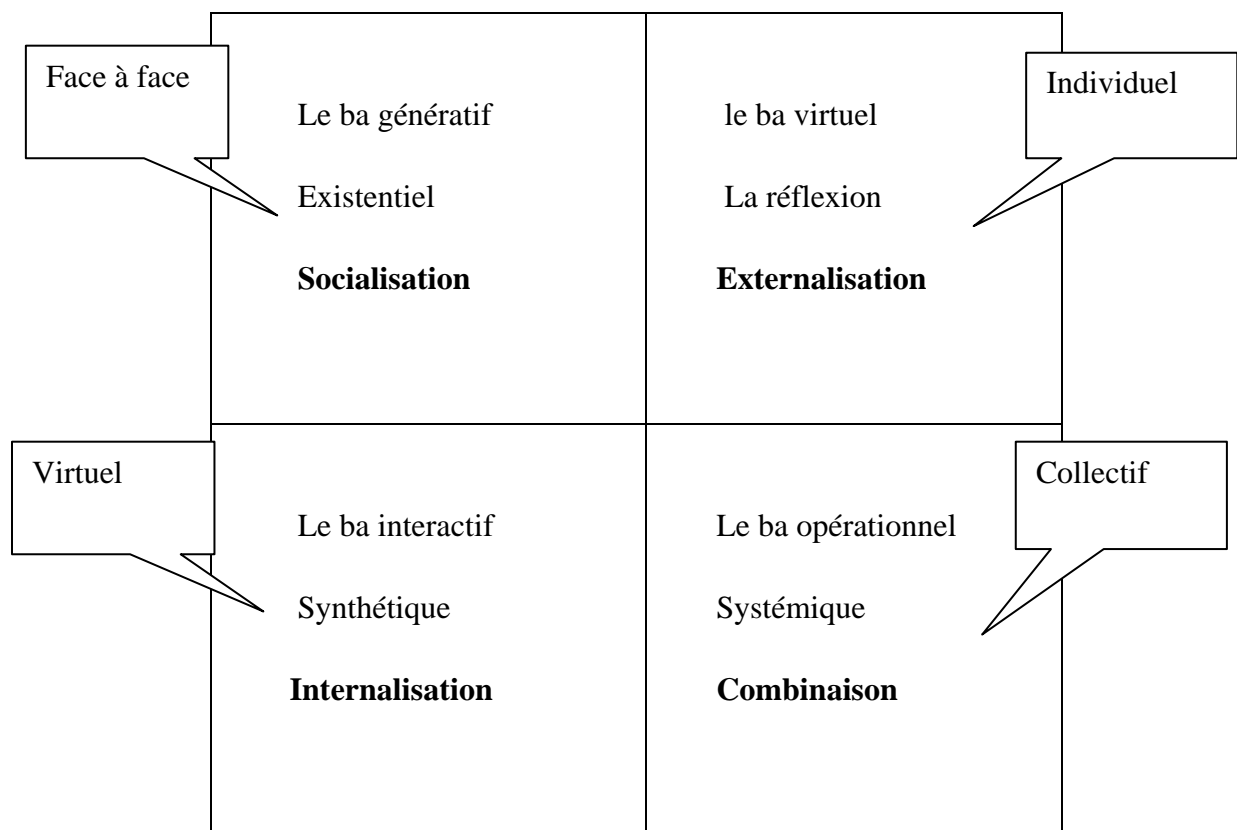 Face à face
Le ba génératif
Existentiel
Socialisation
le ba virtuel
La réflexion
Externalisation
Individuel
Virtuel
Le ba interactif
Synthétique
Internalisation
Le ba opérationnel
Systémique
Combinaison
Collectif